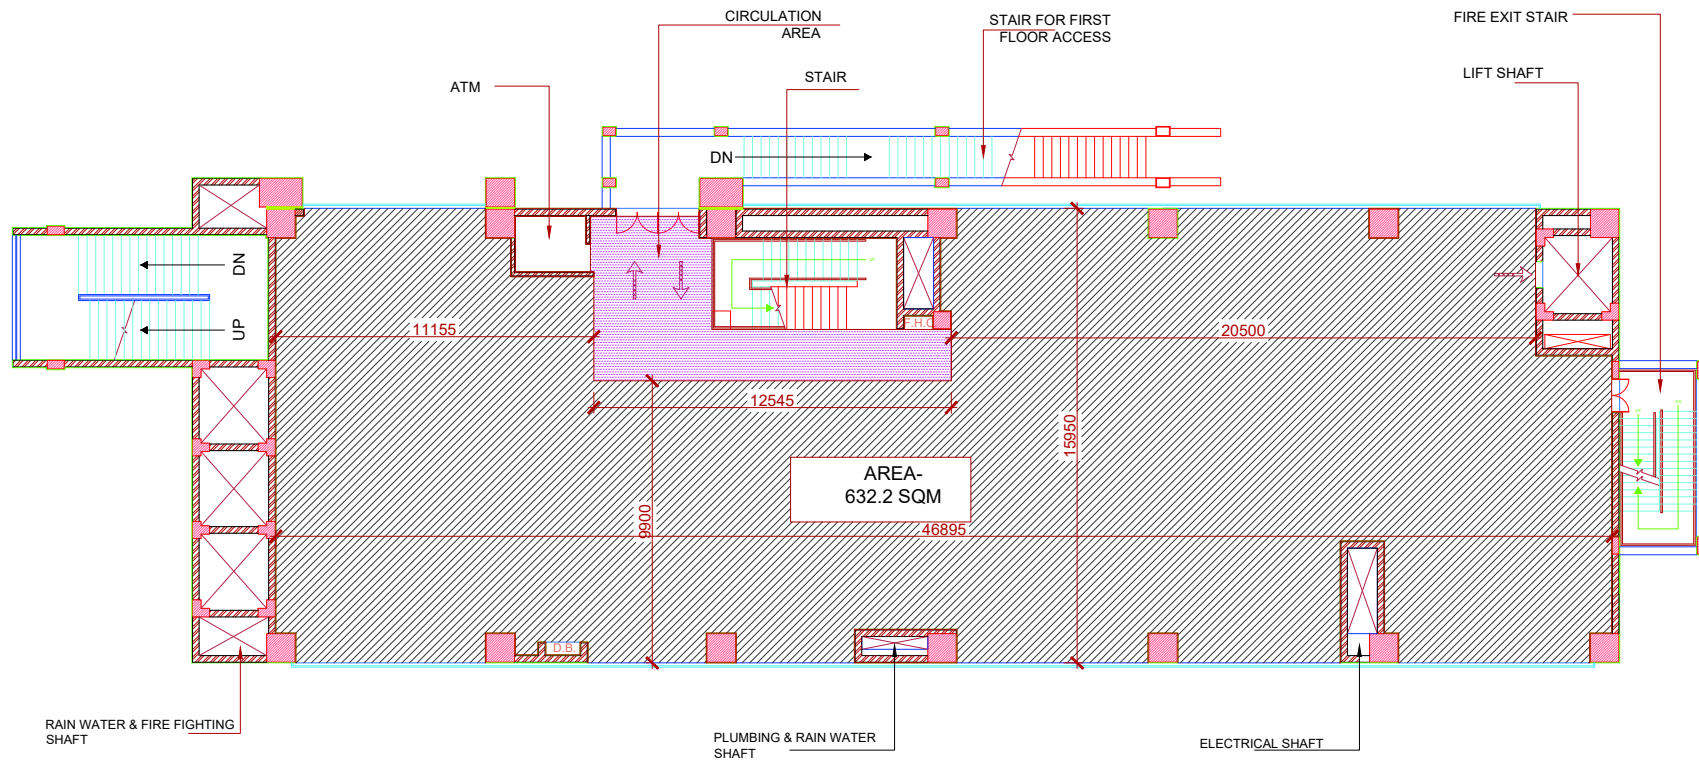 CIRCULATION
AREA
STAIR FOR FIRST
FLOOR ACCESS
FIRE EXIT STAIR
ATM
STAIR
LIFT SHAFT
DN
DN
UP
F.H.C
11155
20500
12545
15950
AREA-
632.2 SQM
9900
46895
D.B.
RAIN WATER & FIRE FIGHTING
SHAFT
PLUMBING & RAIN WATER
SHAFT
ELECTRICAL SHAFT